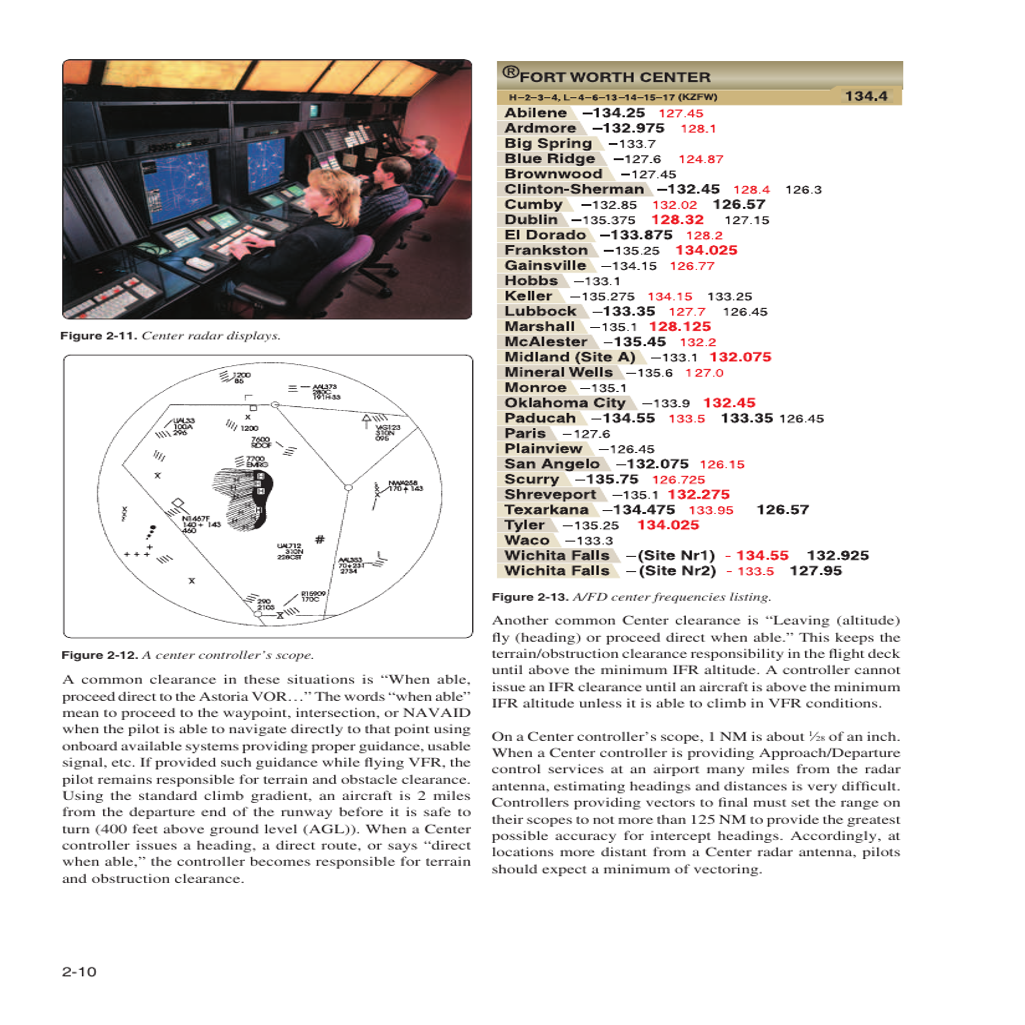 Figure 2-11. Center radar displays.
1200
86
AAL373
280C
191H-33
UAL33
100A
296
1200
VIG123
310N
095
7600
RDOF
7700
EMRG
NWA258
170 143
N1467F
140 + 143
460
UAL712
310N
228CST
#
AAL353
70 231
2734
290
2103
R15909
170C
Figure 2-12. A center controller's scope.
A common clearance in these situations is “When able,
proceed direct to the Astoria VOR…” The words “when able”
mean to proceed to the waypoint, intersection, or NAVAID
when the pilot is able to navigate directly to that point using
onboard available systems providing proper guidance, usable
signal, etc. If provided such guidance while flying VFR, the
pilot remains responsible for terrain and obstacle clearance.
Using the standard climb gradient, an aircraft is 2 miles
from the departure end of the runway before it is safe to
turn (400 feet above ground level (AGL)). When a Center
controller issues a heading, a direct route, or says “direct
when able,” the controller becomes responsible for terrain
and obstruction clearance.
®FORT WORTH CENTER
H–2–3–4, L–4–6–13–14–15–17 (KZFW) 134.4
Abilene –134.25 127.45
Ardmore –132.975 128.1
Big Spring –133.7
Blue Ridge –127.6 124.87
Brownwood –127.45
Clinton-Sherman –132.45 128.4 126.3
Cumby –132.85 132.02 126.57
Dublin –135.375 128.32 127.15
El Dorado –133.875 128.2
Frankston –135.25 134.025
Gainsville –134.15 126.77
Hobbs –133.1
Keller –135.275 134.15 133.25
Lubbock –133.35 127.7 126.45
Marshall –135.1 128.125
McAlester –135.45 132.2
Midland (Site A) –133.1 132.075
Mineral Wells –135.6 127.0
Monroe –135.1
Oklahoma City –133.9 132.45
Paducah –134.55 133.5 133.35 126.45
Paris –127.6
Plainview –126.45
San Angelo –132.075 126.15
Scurry –135.75 126.725
Shreveport –135.1 132.275
Texarkana –134.475 133.95 126.57
Tyler –135.25 134.025
Waco –133.3
Wichita Falls –(Site Nr1) - 134.55 132.925
Wichita Falls –(Site Nr2) - 133.5 127.95
Figure 2-13. A/FD center frequencies listing.
Another common Center clearance is “Leaving (altitude)
fly (heading) or proceed direct when able.” This keeps the
terrain/obstruction clearance responsibility in the flight deck
until above the minimum IFR altitude. A controller cannot
issue an IFR clearance until an aircraft is above the minimum
IFR altitude unless it is able to climb in VFR conditions.
On a Center controller's scope, 1 NM is about 1⁄28 of an inch.
When a Center controller is providing Approach/Departure
control services at an airport many miles from the radar
antenna, estimating headings and distances is very difficult.
Controllers providing vectors to final must set the range on
their scopes to not more than 125 NM to provide the greatest
possible accuracy for intercept headings. Accordingly, at
locations more distant from a Center radar antenna, pilots
should expect a minimum of vectoring.
2-10